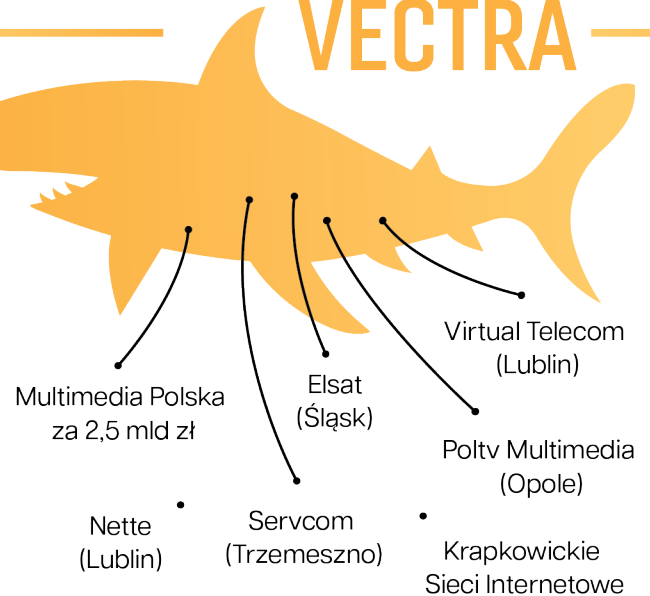 VECTRA
Virtual Telecom
(Lublin)
Multimedia Polska
za 2,5 mld zł
Elsat
(Śląsk)
Poltv Multimedia
(Opole)
Nette
(Lublin)
Servcom
(Trzemeszno)
Krapkowickie
Sieci Internetowe